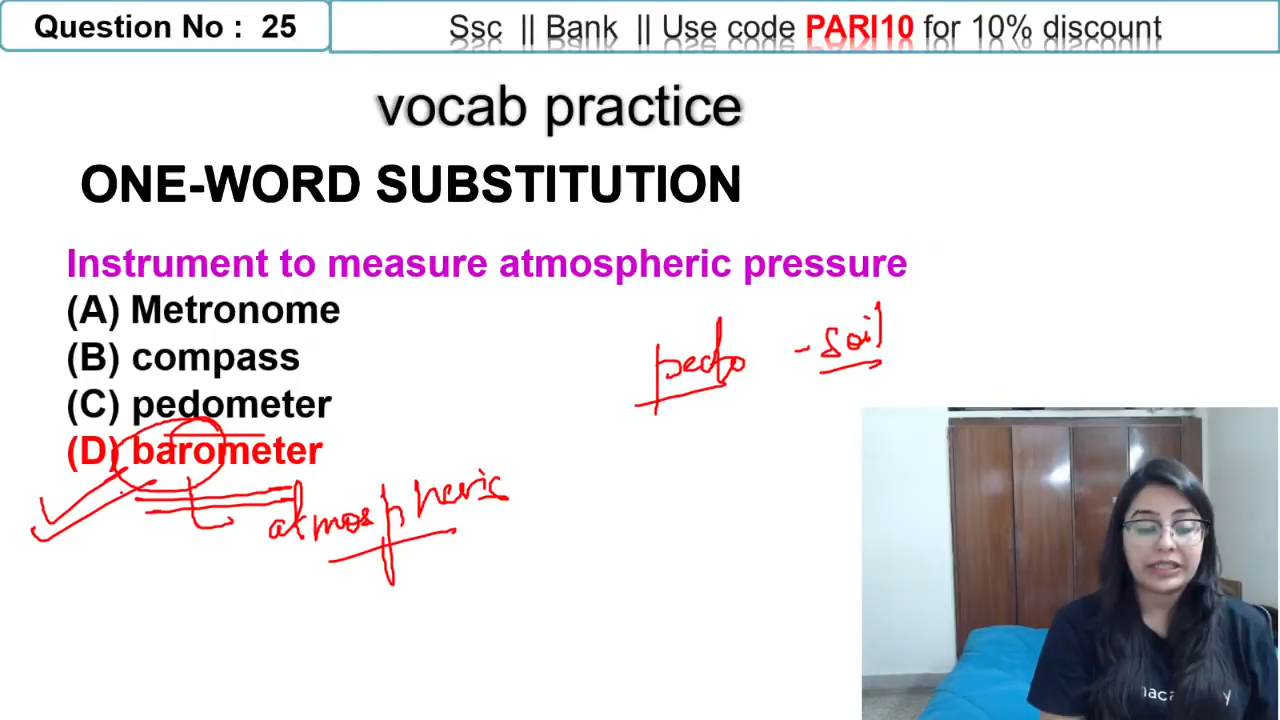 Question No : 25
Ssc || Bank || Use code PARI10 for 10% discount
vocab practice
ONE-WORD SUBSTITUTION
Instrument to measure atmospheric pressure
(A) Metronome
(B) compass
(C) pedometer
(D) barometer
pedo - soil
atmospheric